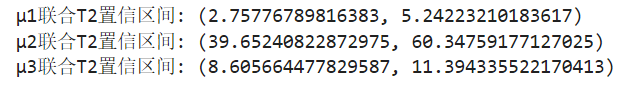 μ1联合T2置信区间: (2.75776789816383, 5.24223210183617)
μ2联合T2置信区间: (39.65240822872975, 60.34759177127025)
μ3联合T2置信区间: (8.605664477829587, 11.394335522170413)